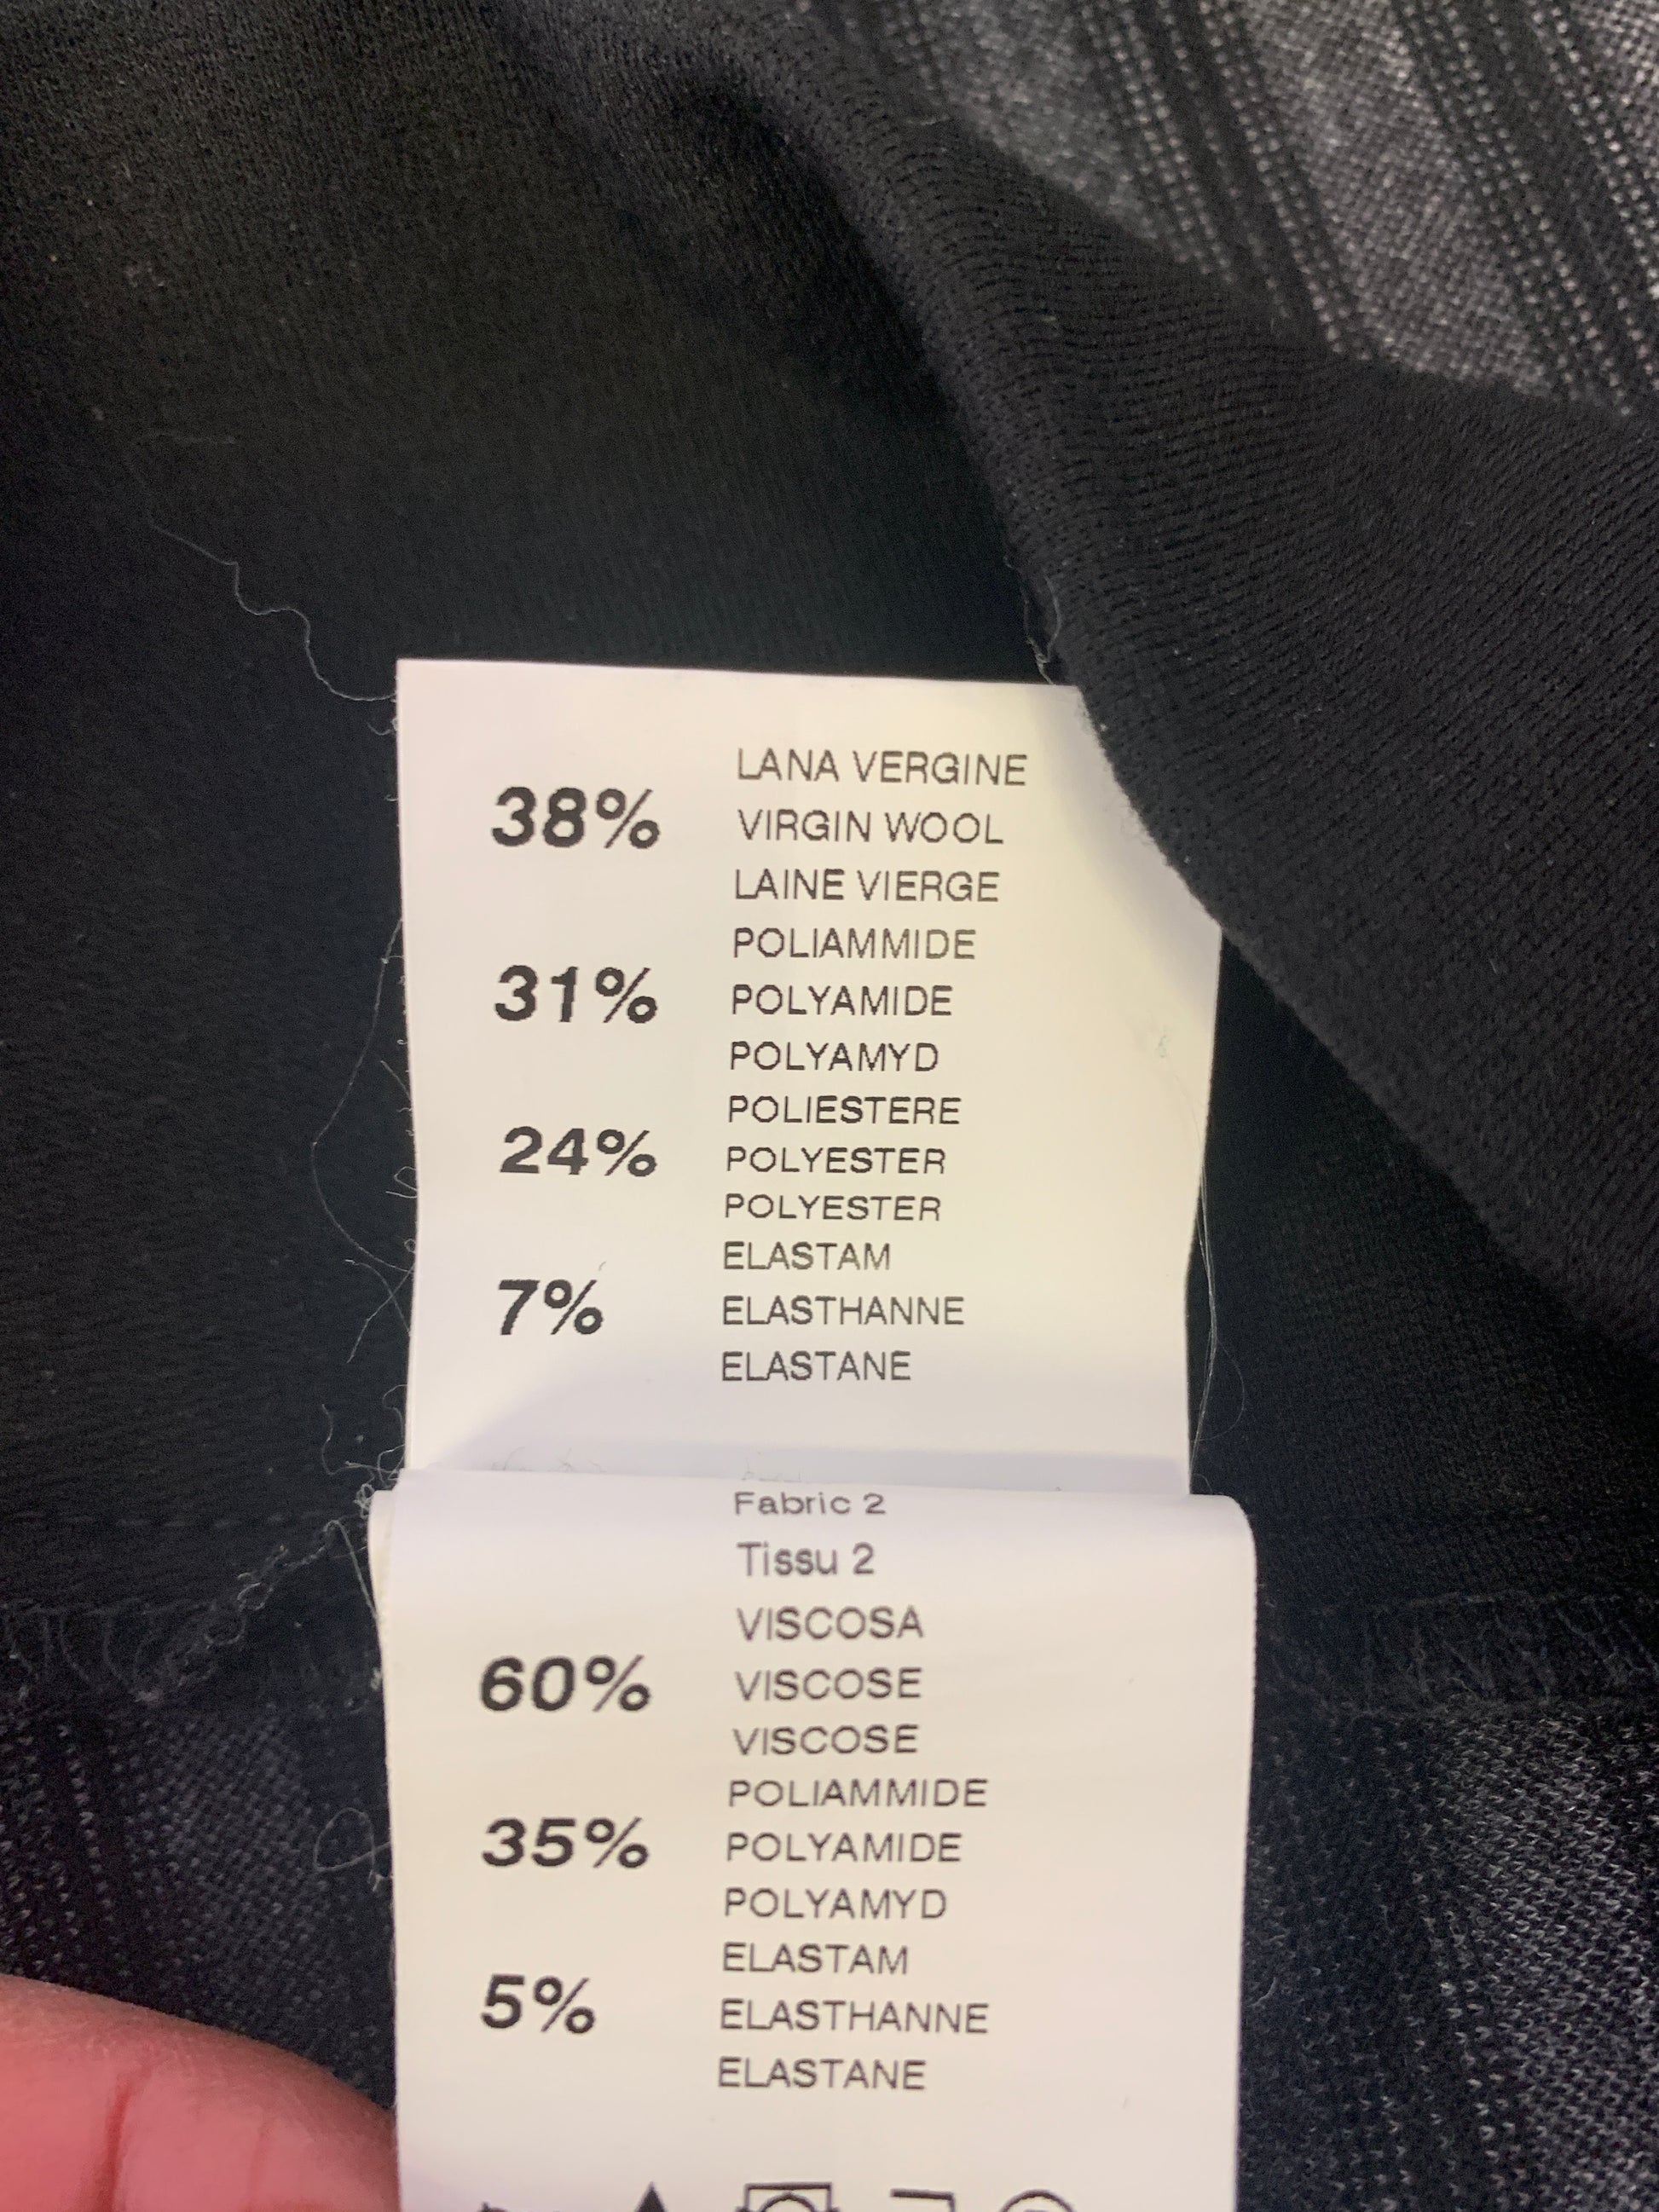 38%
LANA VERGINE
VIRGIN WOOL
LAINE VIERGE
31%
POLIAMMIDE
POLYAMIDE
POLYAMYD
24%
POLIESTERE
POLYESTER
POLYESTER
7%
ELASTAM
ELASTHANNE
ELASTANE
Fabric 2
Tissu 2
60%
VISCOSA
VISCOSE
VISCOSE
35%
POLIAMMIDE
POLYAMIDE
POLYAMYD
5%
ELASTAM
ELASTHANNE
ELASTANE